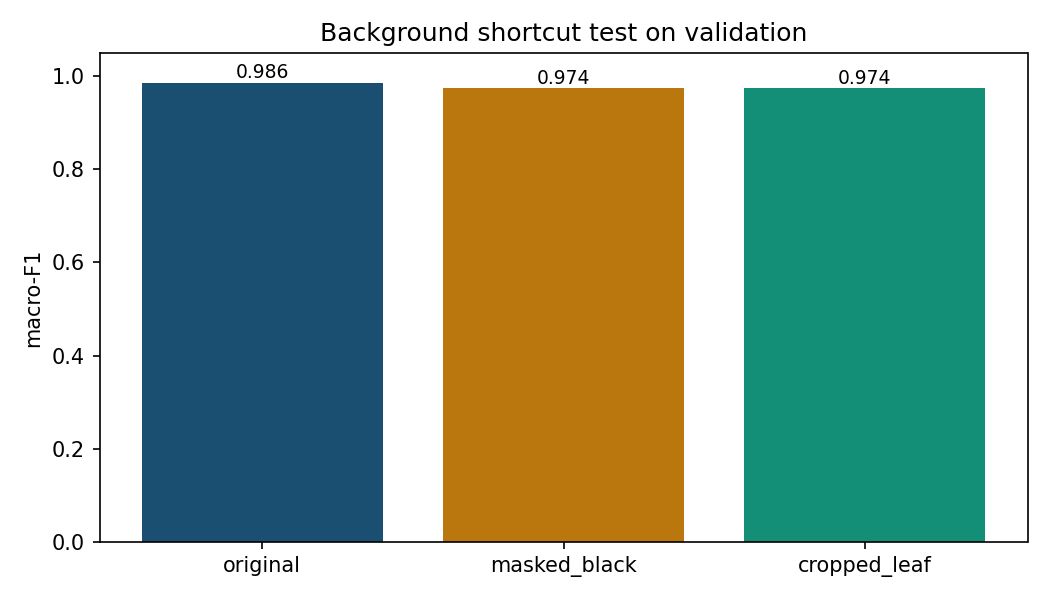 Background shortcut test on validation
0.986 0.974 0.974
macro-F1
1.0
0.8
0.6
0.4
0.2
0.0
original masked_black cropped_leaf